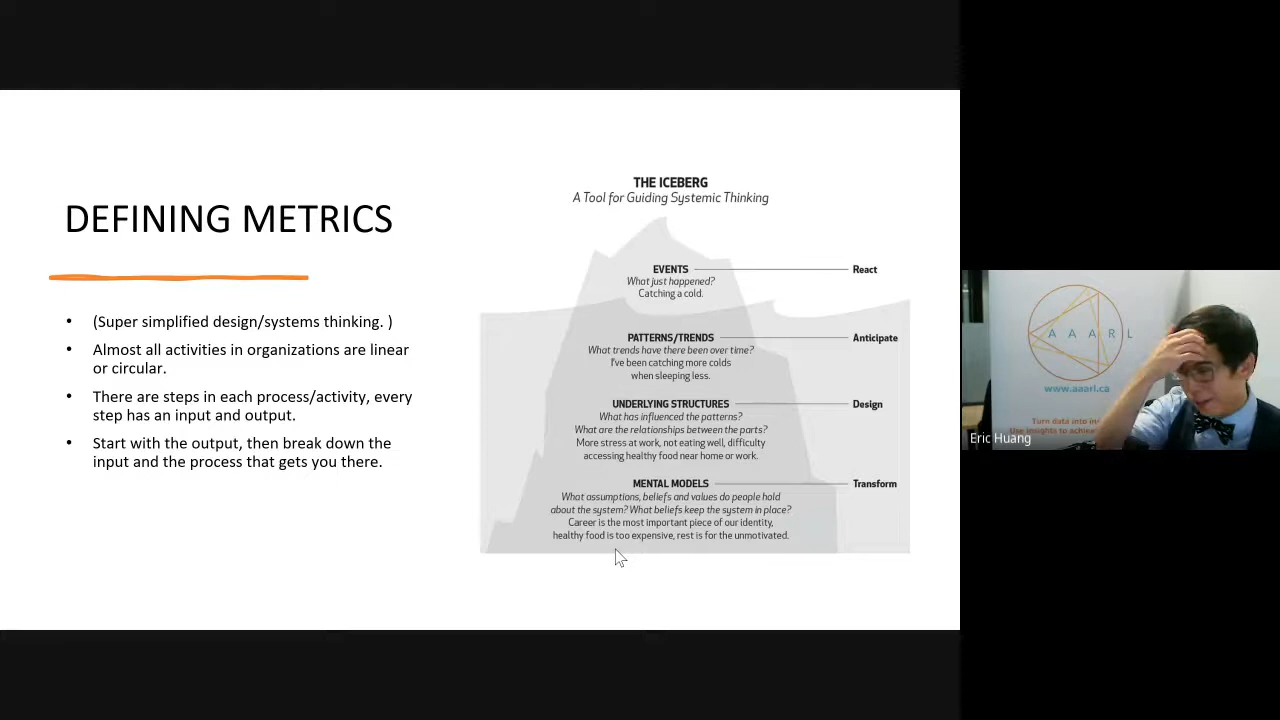 DEFINING METRICS
• (Super simplified design/systems thinking. )
• Almost all activities in organizations are linear
or circular.
• There are steps in each process/activity, every
step has an input and output.
• Start with the output, then break down the
input and the process that gets you there.
THE ICEBERG
A Tool for Guiding Systemic Thinking
EVENTS
React
What just happened?
Catching a cold.
PATTERNS/TRENDS
Anticipate
What trends have there been over time?
I've been catching more colds
when sleeping less.
UNDERLYING STRUCTURES
Design
What has influenced the patterns?
What are the relationships between the parts?
More stress at work, not eating well, difficulty
accessing healthy food near home or work.
MENTAL MODELS
Transform
What assumptions, beliefs and values do people hold
about the system? What beliefs keep the system in place?
Career is the most important piece of our identity,
healthy food is too expensive, rest is for the unmotivated.
A A A R L
www.aaarl.ca
Turn data into
the insights to
Eric Huang